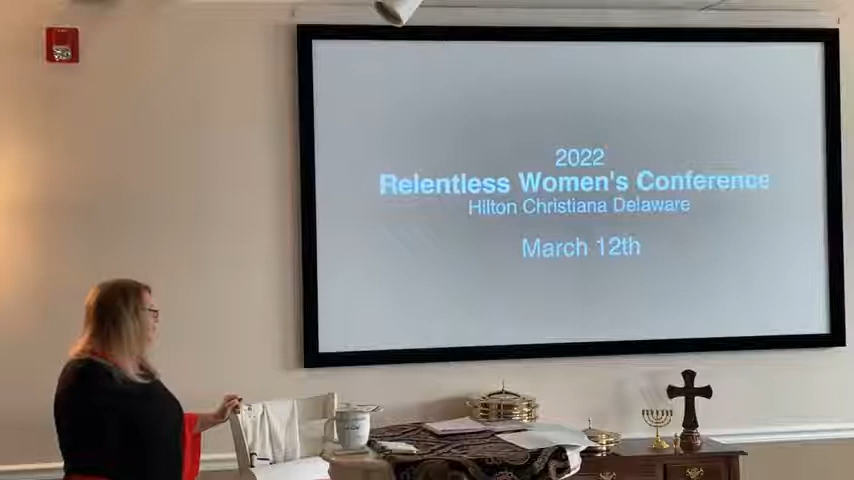 2022
Relentless Women's Conference
Hilton Christiana Delaware
March 12th